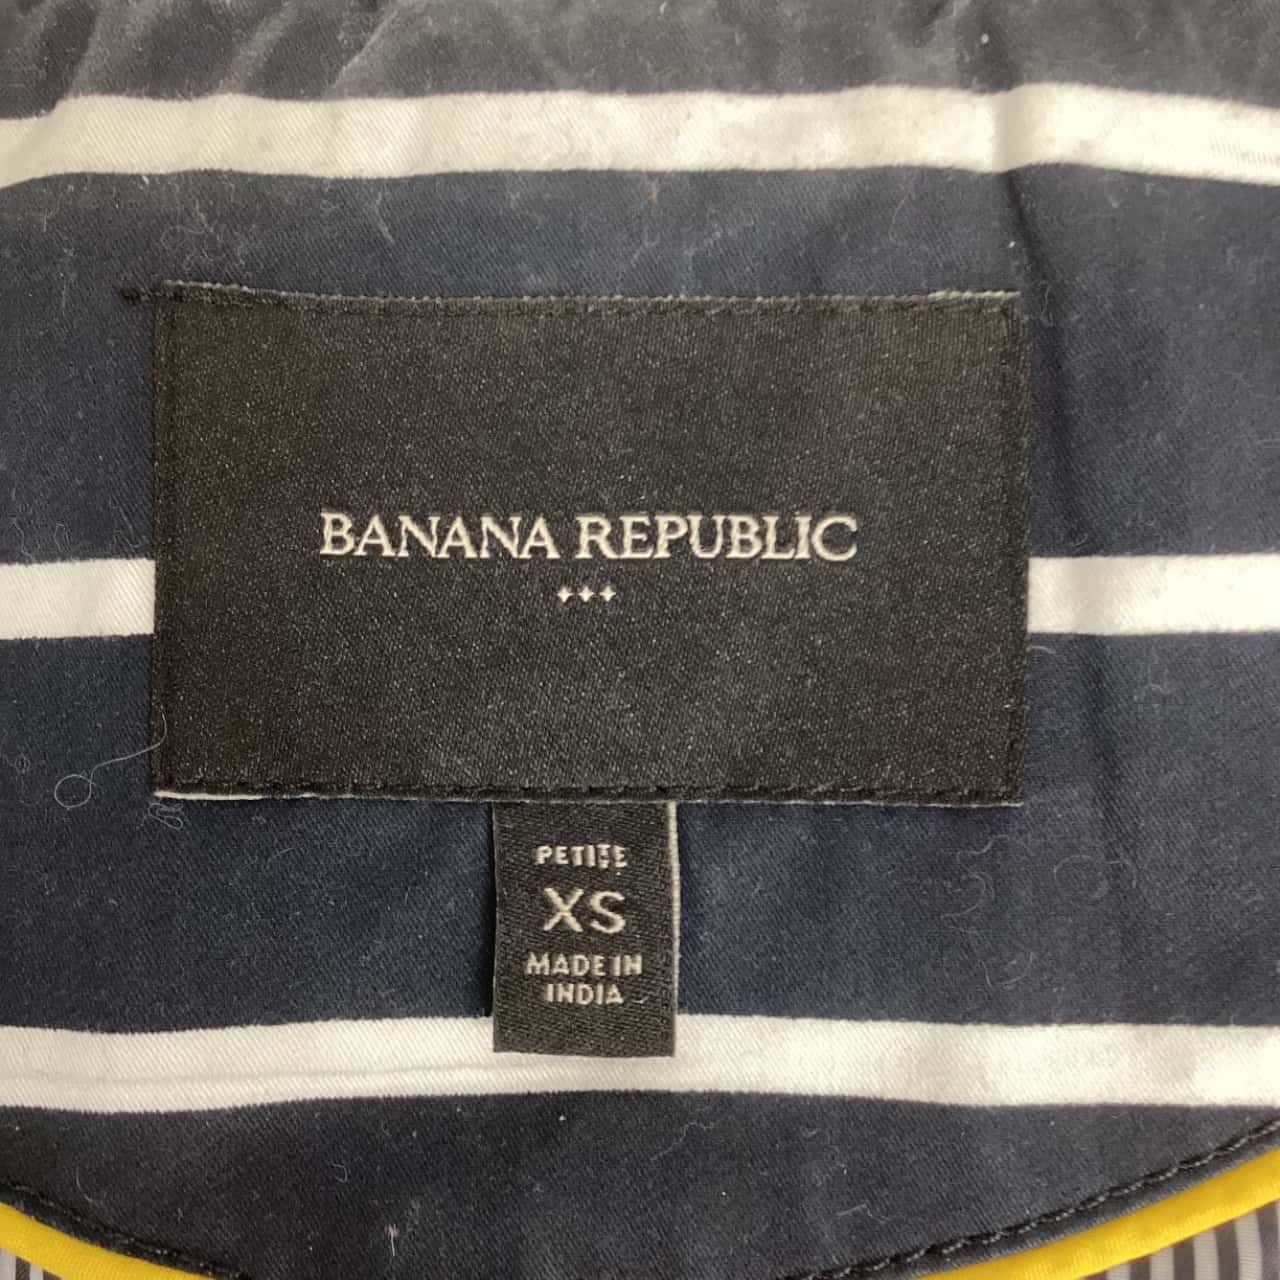 BANANA REPUBLIC
PETITE
XS
MADE IN
INDIA